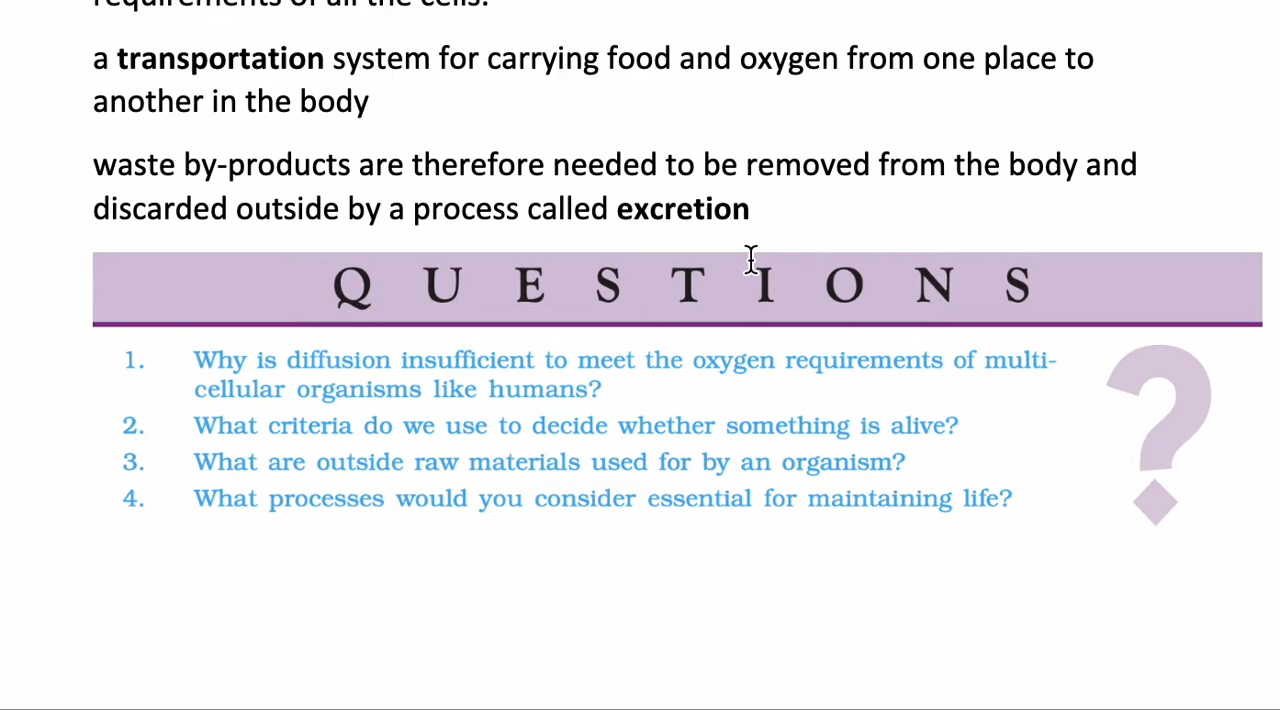 requirements of all the cells.
a transportation system for carrying food and oxygen from one place to
another in the body
waste by-products are therefore needed to be removed from the body and
discarded outside by a process called excretion
QUESTIONS
1. Why is diffusion insufficient to meet the oxygen requirements of multi-
cellular organisms like humans?
2. What criteria do we use to decide whether something is alive?
3. What are outside raw materials used for by an organism?
4. What processes would you consider essential for maintaining life?
?